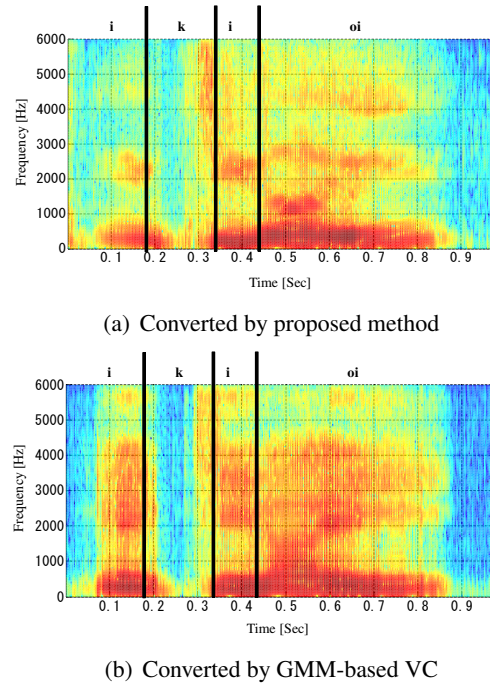 i k i oi
6000
5000
4000
3000
2000
1000
0
Frequency [Hz]
0.1 0.2 0.3 0.4 0.5 0.6 0.7 0.8 0.9
Time [Sec]
(a) Converted by proposed method
i k i oi
6000
5000
4000
3000
2000
1000
0
Frequency [Hz]
0.1 0.2 0.3 0.4 0.5 0.6 0.7 0.8 0.9
Time [Sec]
(b) Converted by GMM-based VC